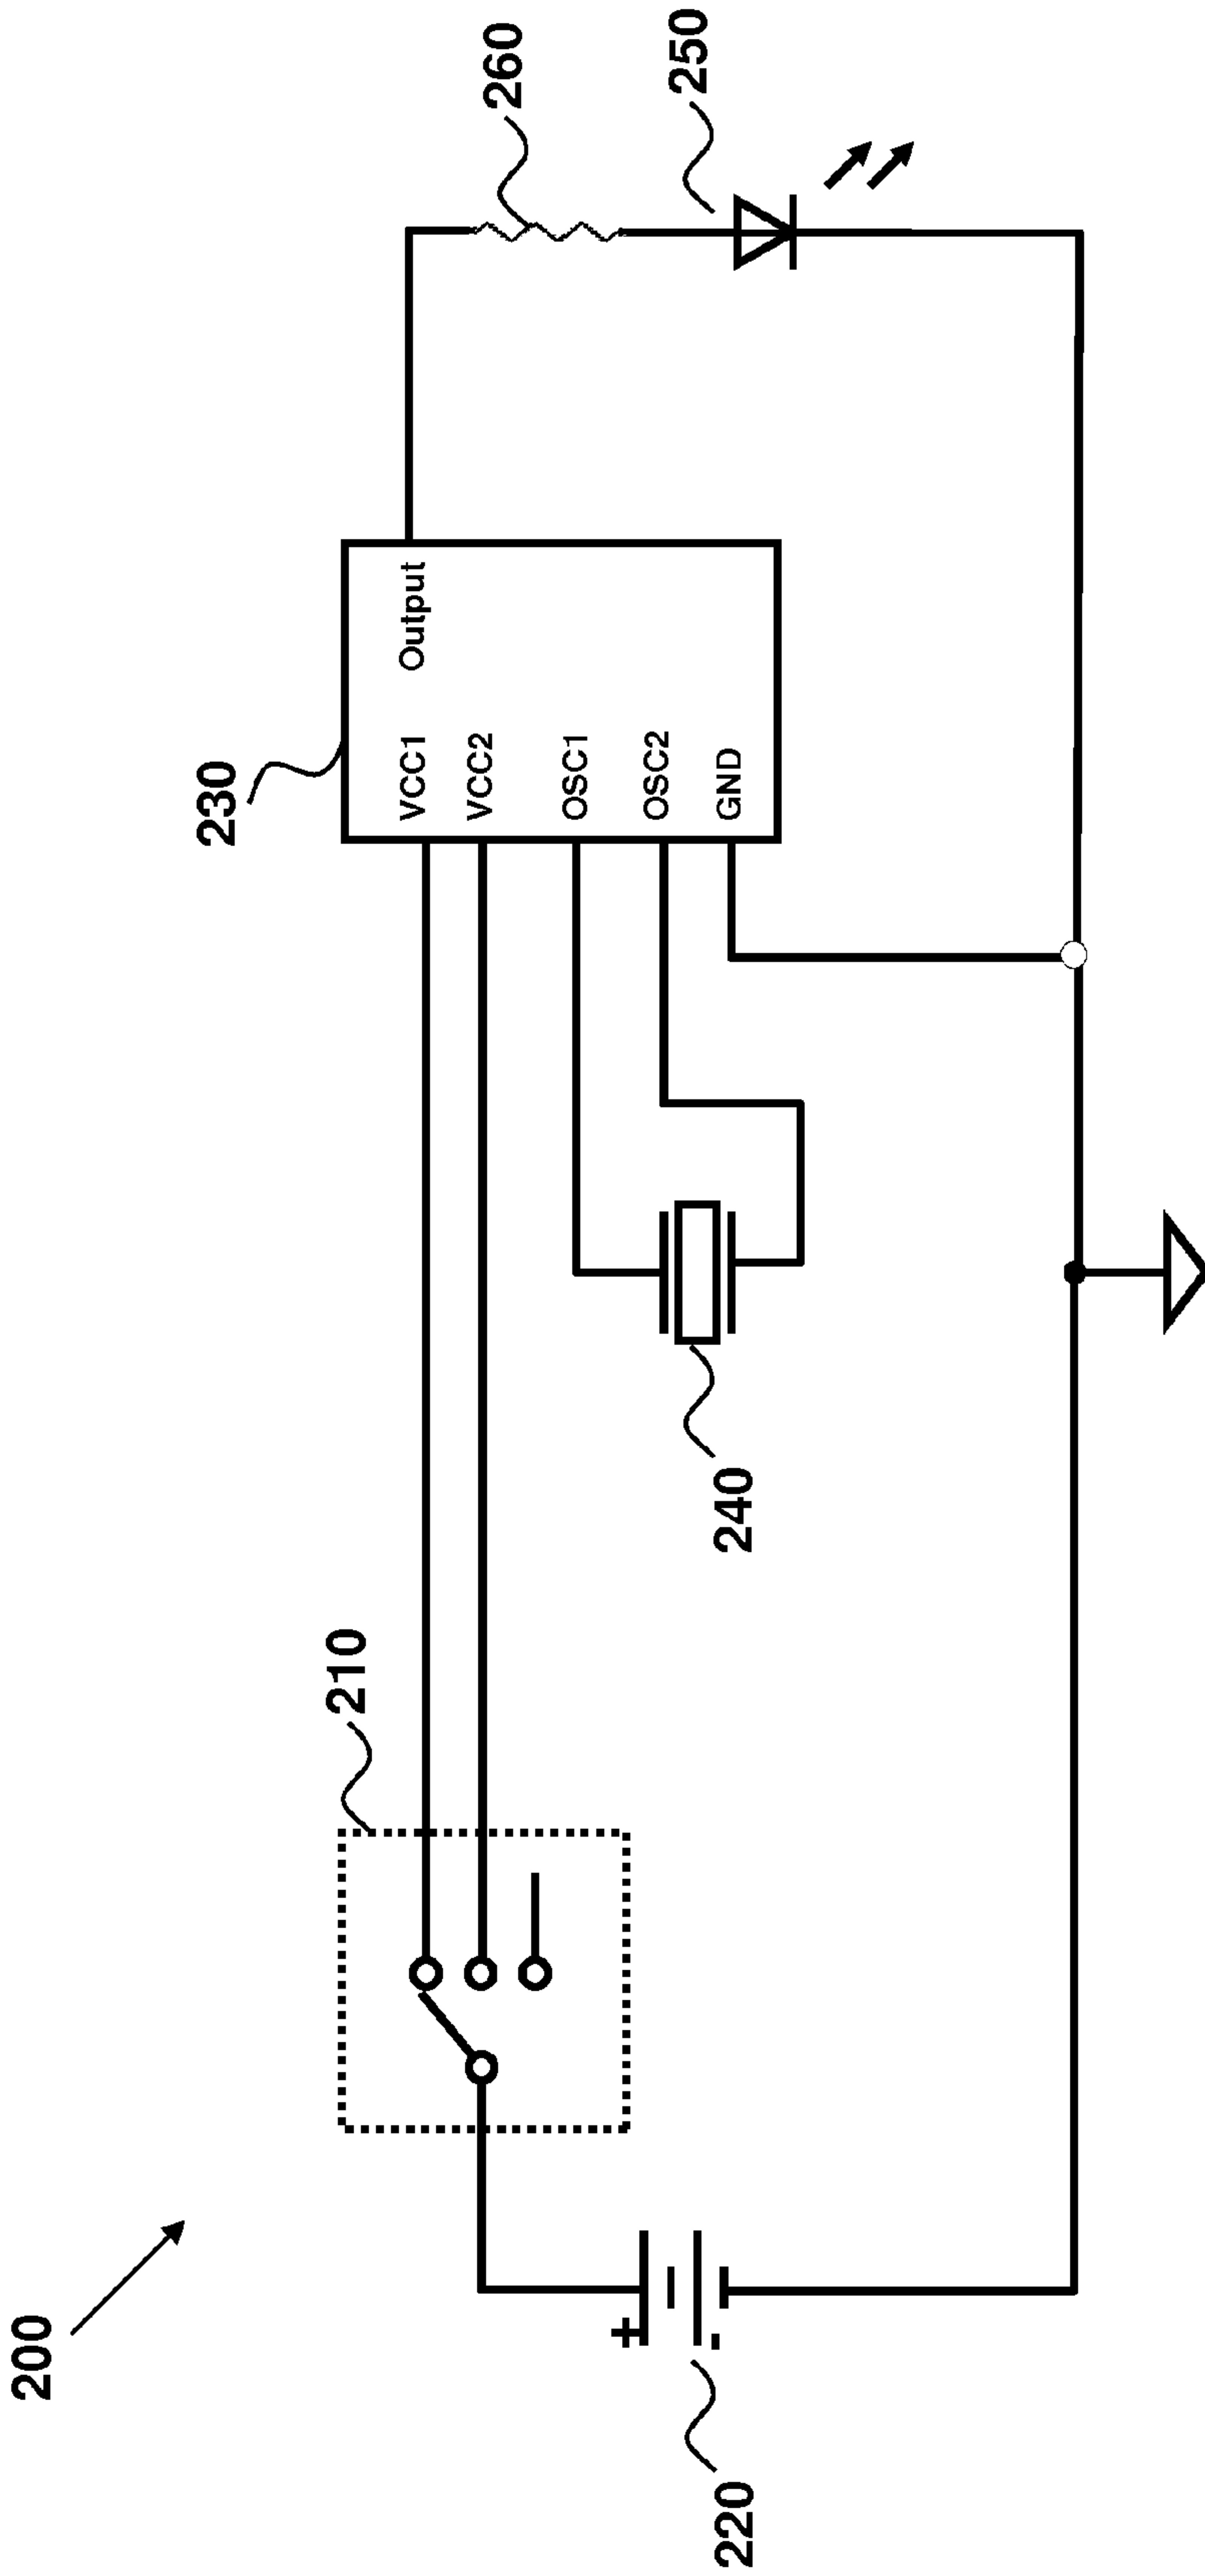 200
210
220
+
-
230
VCC1 Output
VCC2
OSC1
OSC2
GND
240
260
250